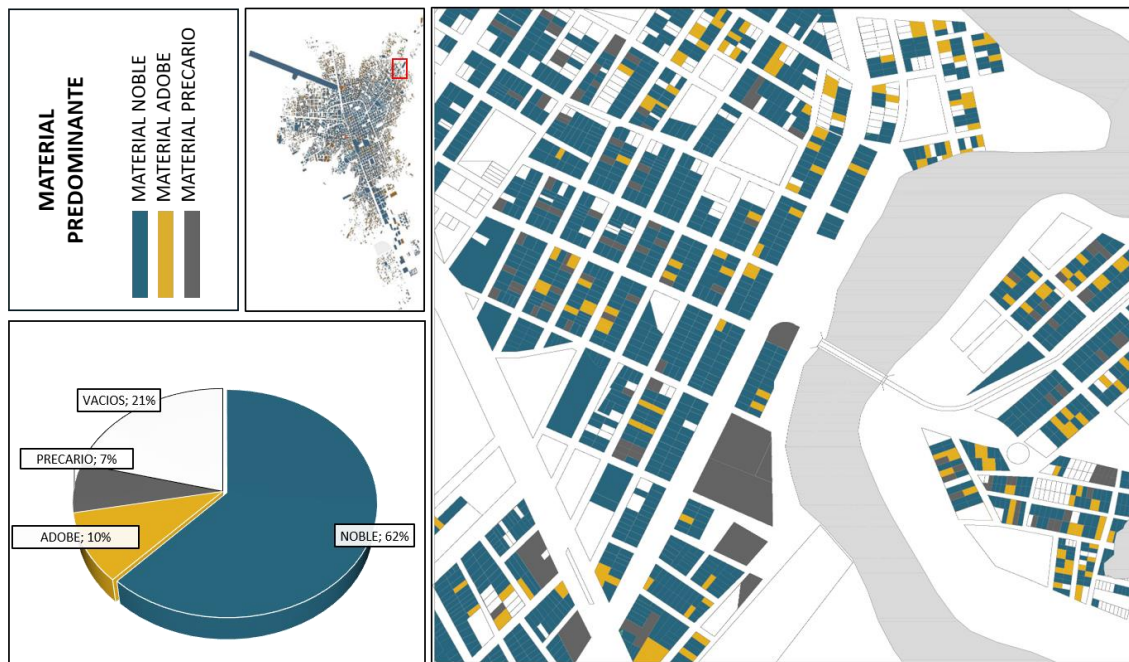 MATERIAL
PREDOMINANTE
MATERIAL NOBLE
MATERIAL ADOBE
MATERIAL PRECARIO
VACIOS; 21%
PRECARIO; 7%
ADOBE; 10%
NOBLE; 62%